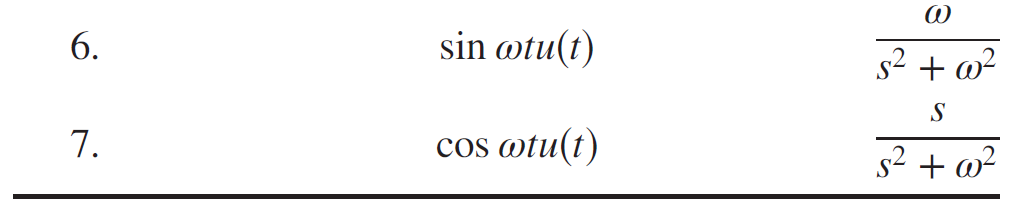 6. sin ωtu(t) ω/(s² + ω²)
7. cos ωtu(t) s/(s² + ω²)